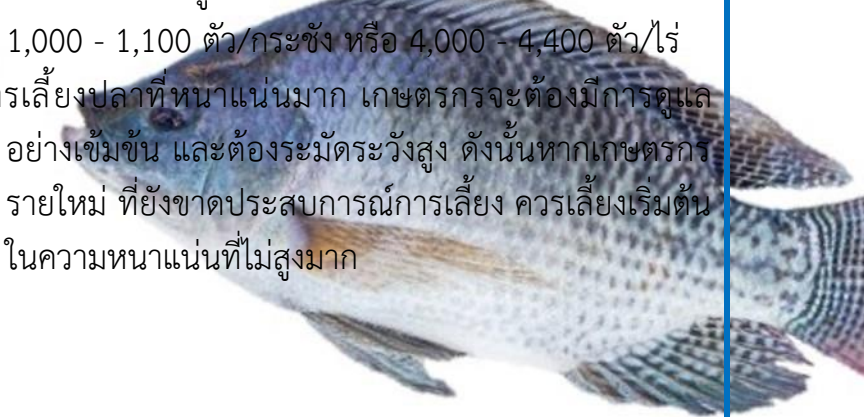 1,000 - 1,100 ตัว/กระชัง หรือ 4,000 - 4,400 ตัว/ไร่
รเลี้ยงปลาที่หนาแน่นมาก เกษตรกรจะต้องมีการดูแล
อย่างเข้มข้น และต้องระมัดระวังสูง ดังนั้นหากเกษตรกร
รายใหม่ ที่ยังขาดประสบการณ์การเลี้ยง ควรเลี้ยงเริ่มต้น
ในความหนาแน่นที่ไม่สูงมาก